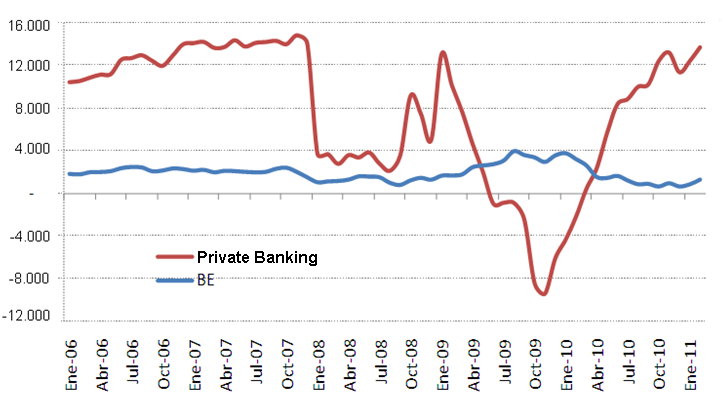 16.000
12.000
8.000
4.000
-
-4.000
-8.000
-12.000
Private Banking
BE
Ene-06
Abr-06
Jul-06
Oct-06
Ene-07
Abr-07
Jul-07
Oct-07
Ene-08
Abr-08
Jul-08
Oct-08
Ene-09
Abr-09
Jul-09
Oct-09
Ene-10
Abr-10
Jul-10
Oct-10
Ene-11